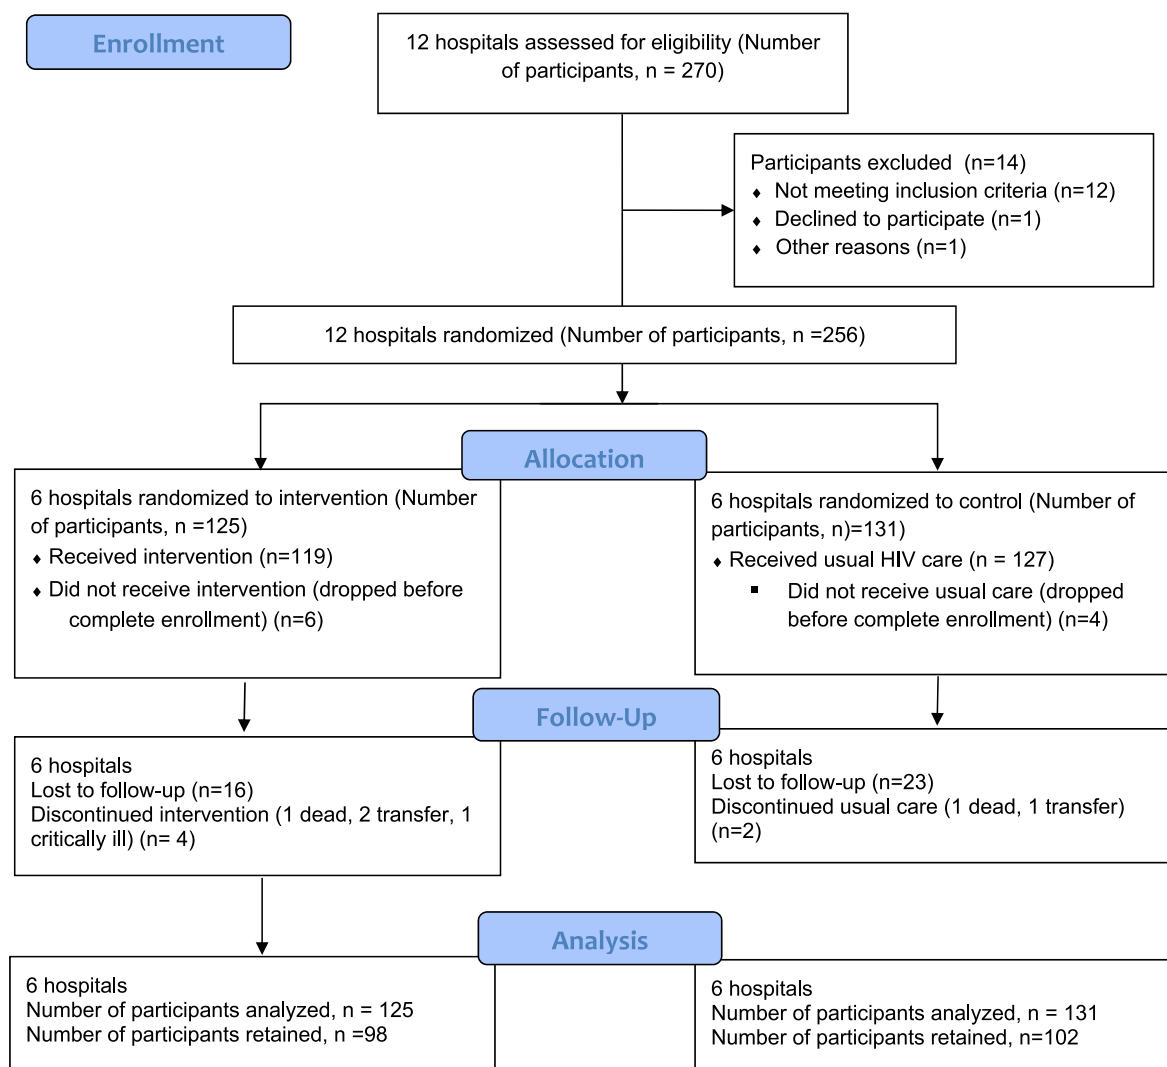 Enrollment
12 hospitals assessed for eligibility (Number
of participants, n = 270)
Participants excluded (n=14)
♦ Not meeting inclusion criteria (n=12)
♦ Declined to participate (n=1)
♦ Other reasons (n=1)
12 hospitals randomized (Number of participants, n =256)
Allocation
6 hospitals randomized to intervention (Number
of participants, n =125)
♦ Received intervention (n=119)
♦ Did not receive intervention (dropped before
complete enrollment) (n=6)
6 hospitals randomized to control (Number of
participants, n)=131)
♦ Received usual HIV care (n = 127)
▪ Did not receive usual care (dropped
before complete enrollment) (n=4)
Follow-Up
6 hospitals
Lost to follow-up (n=16)
Discontinued intervention (1 dead, 2 transfer, 1
critically ill) (n= 4)
6 hospitals
Lost to follow-up (n=23)
Discontinued usual care (1 dead, 1 transfer)
(n=2)
Analysis
6 hospitals
Number of participants analyzed, n = 125
Number of participants retained, n =98
6 hospitals
Number of participants analyzed, n = 131
Number of participants retained, n=102